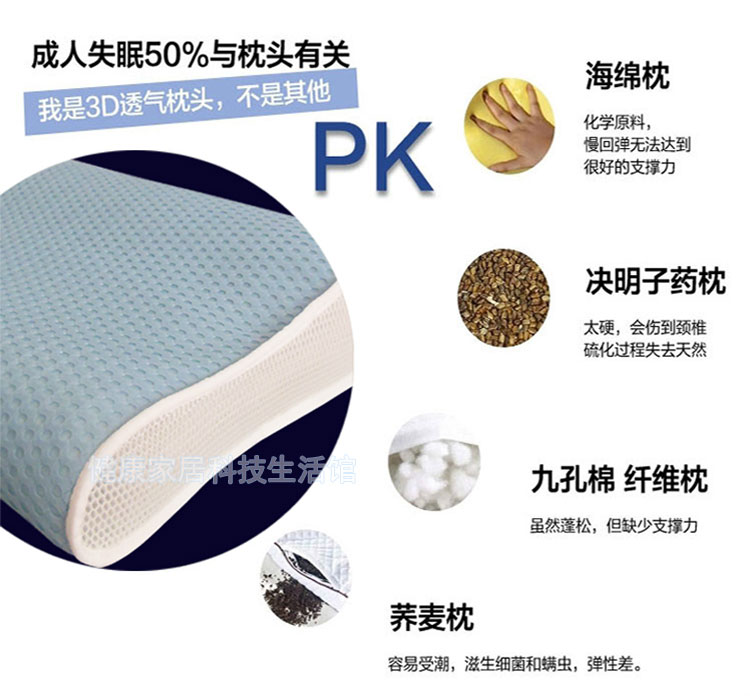 成人失眠50%与枕头有关
我是3D透气枕头，不是其他
PK
海绵枕
化学原料，
慢回弹无法达到
很好的支撑力
决明子药枕
太硬，会伤到颈椎
硫化过程失去天然
健康家居科技生活馆
九孔棉 纤维枕
虽然蓬松，但缺少支撑力
荞麦枕
容易受潮，滋生细菌和螨虫，弹性差。